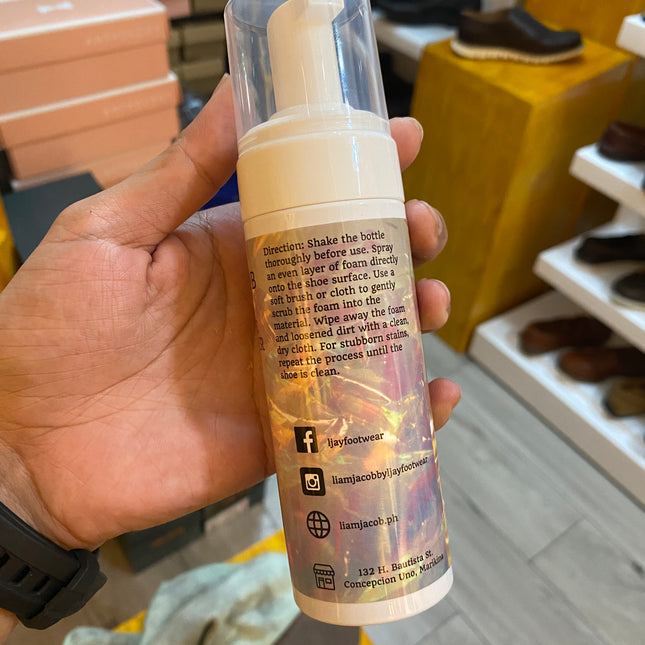 Direction: Shake the bottle
thoroughly before use. Spray
an even layer of foam directly
onto the shoe surface. Use a
soft brush or cloth to gently
scrub the foam into the
material. Wipe away the foam
and loosened dirt with a clean,
dry cloth. For stubborn stains,
repeat the process until the
shoe is clean.
ljayfootwear
liamjacobbyljayfootwear
liamjacob.ph
132 H. Bautista St.
Concepcion Uno, Marikina
B
R